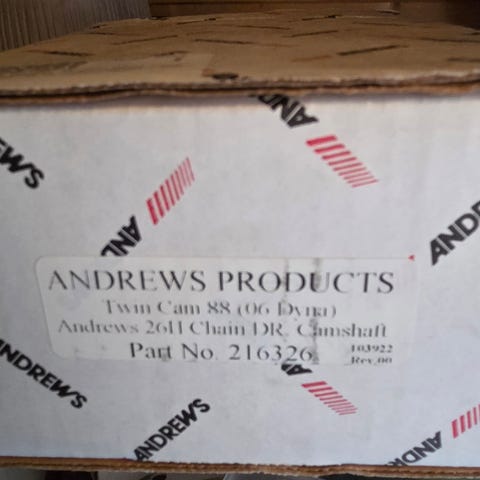 ANDREWS
ANDREWS PRODUCTS
Twin Cam 88 (06 Dyna)
Andrews 26H Chain DR. Camshaft
Part No. 216326
103922
Rev.00
ANDREWS
ANDREWS
ANDREWS